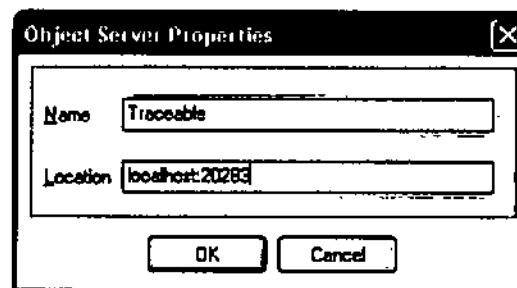 Object Server Properties
Name Traceable
Location localhost:20283
OK Cancel